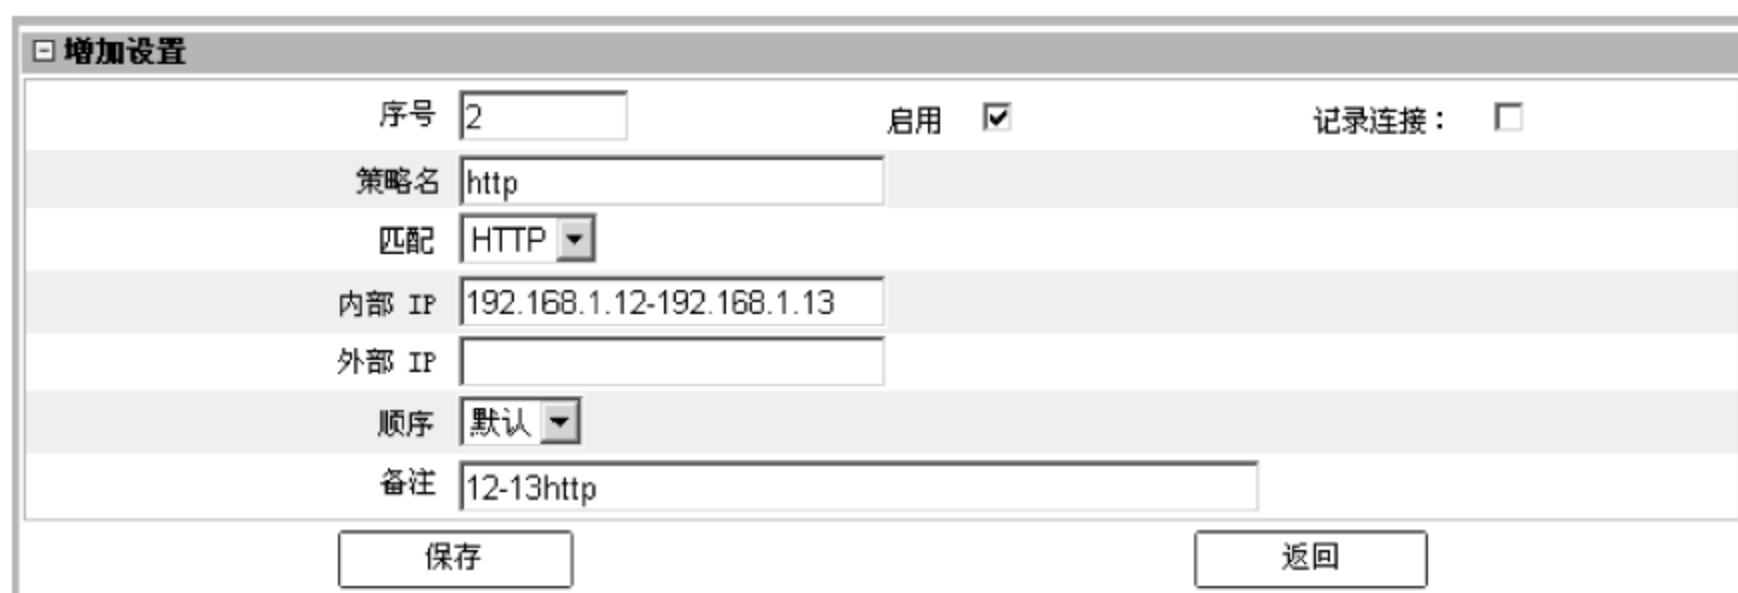 增加设置
序号 2 启用 记录连接：
策略名 http
匹配 HTTP
内部 IP 192.168.1.12-192.168.1.13
外部 IP
顺序 默认
备注 12-13http
保存 返回